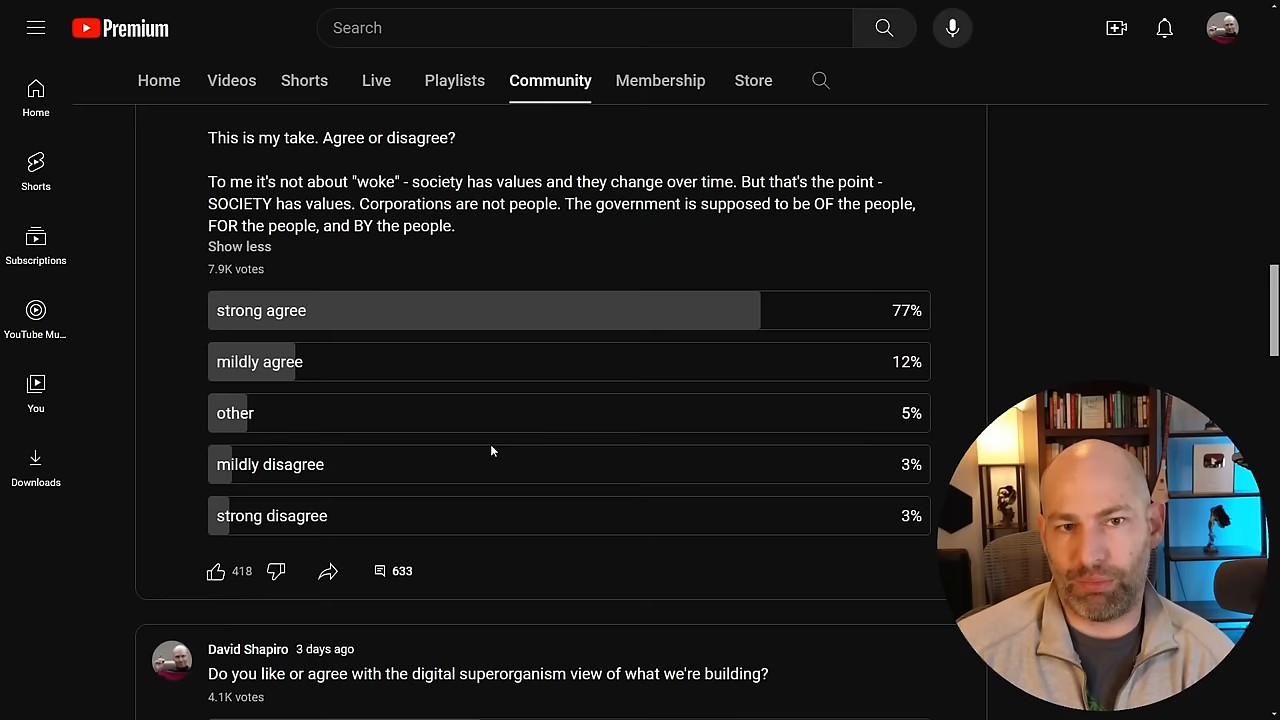 Premium
Search
Home
Videos
Shorts
Live
Playlists
Community
Membership
Store
Home
Shorts
Subscriptions
YouTube Mu...
You
Downloads
This is my take. Agree or disagree?
To me it's not about "woke" - society has values and they change over time. But that's the point -
SOCIETY has values. Corporations are not people. The government is supposed to be OF the people,
FOR the people, and BY the people.
Show less
7.9K votes
strong agree 77%
mildly agree 12%
other 5%
mildly disagree 3%
strong disagree 3%
418 633
David Shapiro 3 days ago
Do you like or agree with the digital superorganism view of what we're building?
4.1K votes